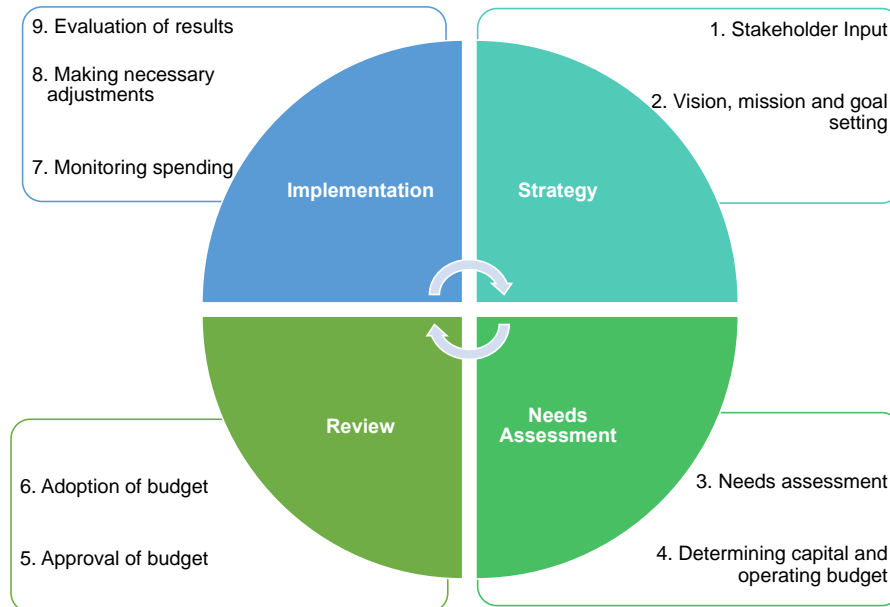 9. Evaluation of results
8. Making necessary
adjustments
7. Monitoring spending
Implementation
1. Stakeholder Input
2. Vision, mission and goal
setting
Strategy
Review
6. Adoption of budget
5. Approval of budget
Needs
Assessment
3. Needs assessment
4. Determining capital and
operating budget